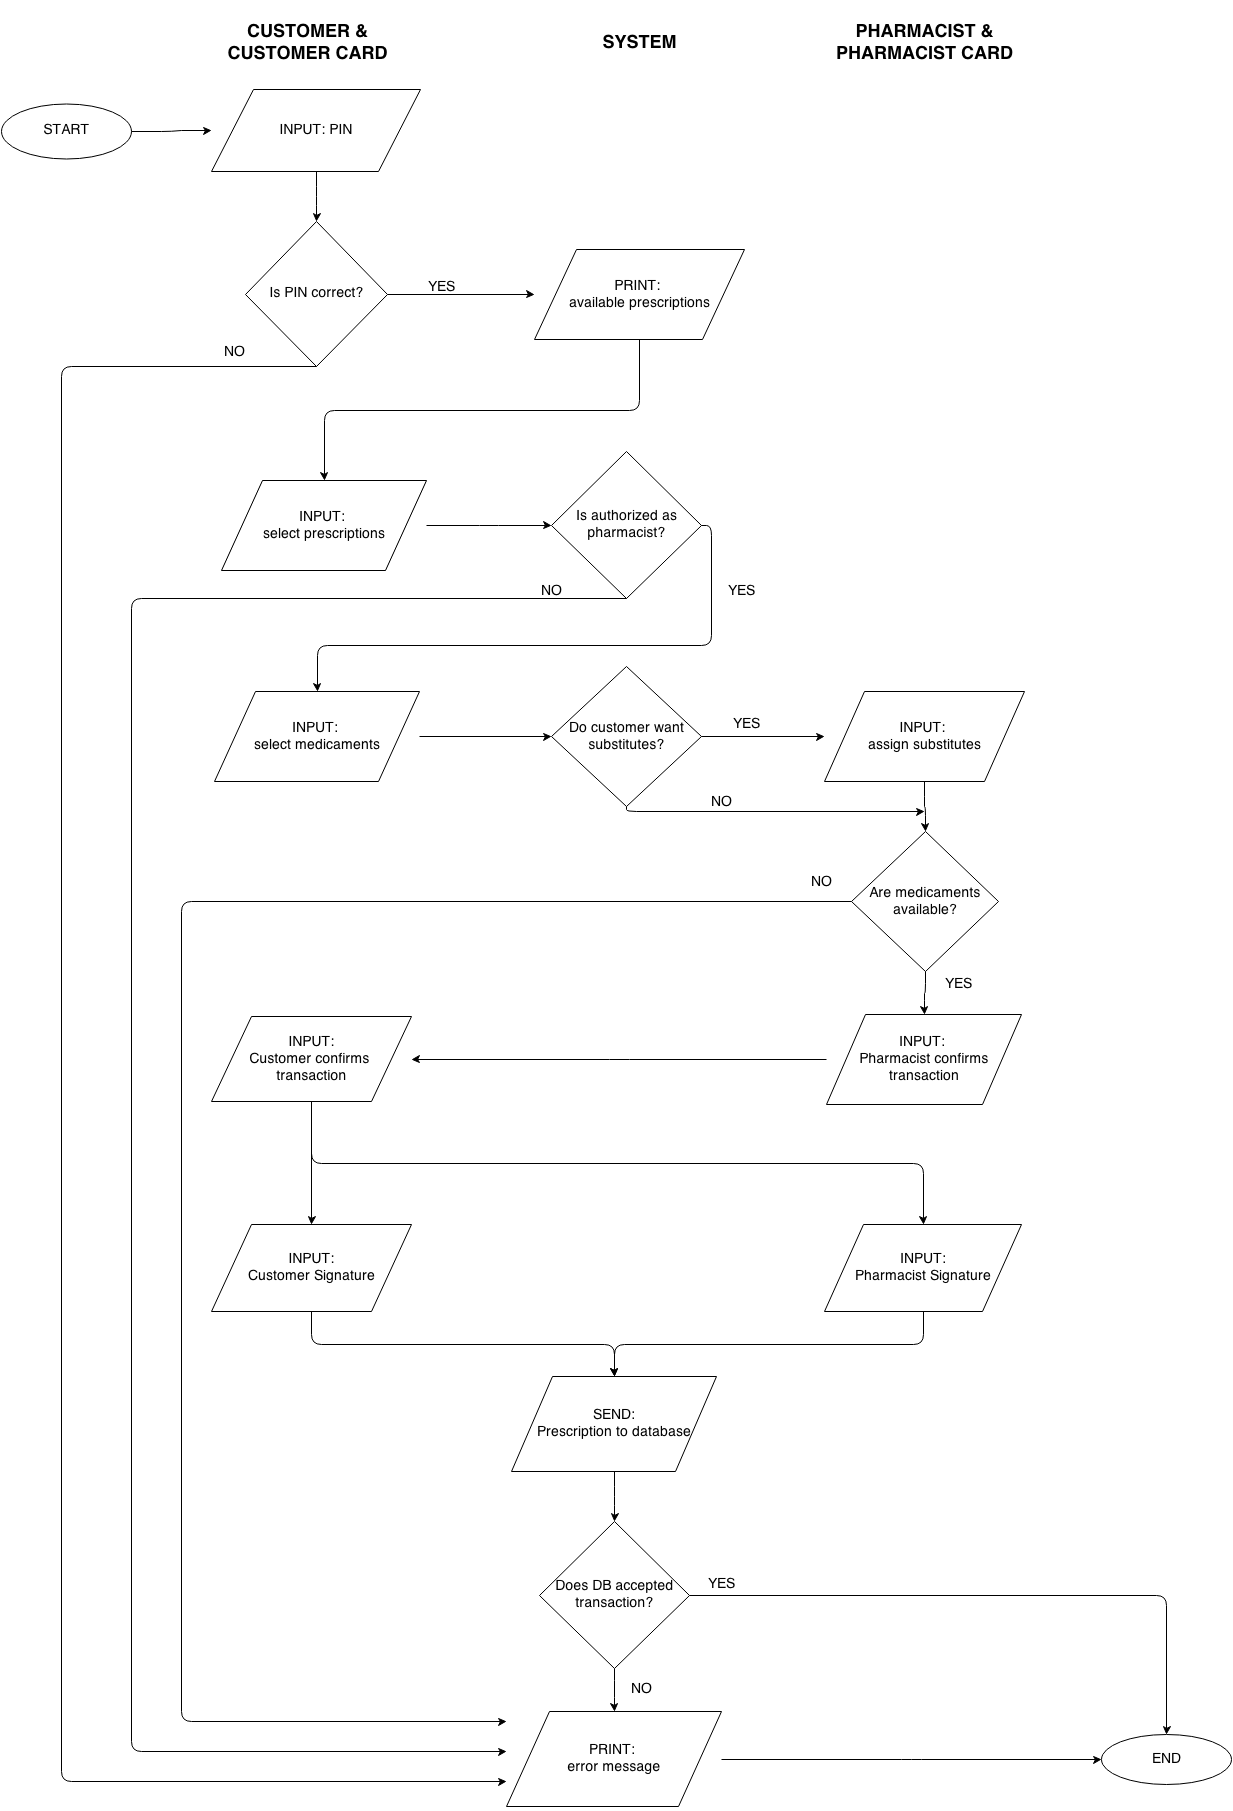 CUSTOMER &
CUSTOMER CARD
SYSTEM
PHARMACIST &
PHARMACIST CARD
START
INPUT: PIN
Is PIN correct?
YES
PRINT:
available prescriptions
NO
INPUT:
select prescriptions
Is authorized as
pharmacist?
NO
YES
INPUT:
select medicaments
Do customer want
substitutes?
YES
INPUT:
assign substitutes
NO
NO
Are medicaments
available?
YES
INPUT:
Customer confirms
transaction
INPUT:
Pharmacist confirms
transaction
INPUT:
Customer Signature
INPUT:
Pharmacist Signature
SEND:
Prescription to database
Does DB accepted
transaction?
YES
NO
PRINT:
error message
END